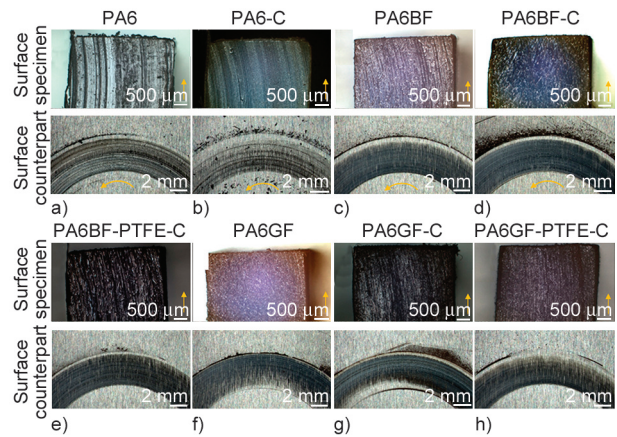 PA6 PA6-C PA6BF PA6BF-C
Surface specimen
500 μm 500 μm 500 μm 500 μm
Surface counterpart
2 mm 2 mm 2 mm 2 mm
a) b) c) d)
PA6BF-PTFE-C PA6GF PA6GF-C PA6GF-PTFE-C
Surface specimen
500 μm 500 μm 500 μm 500 μm
Surface counterpart
2 mm 2 mm 2 mm 2 mm
e) f) g) h)